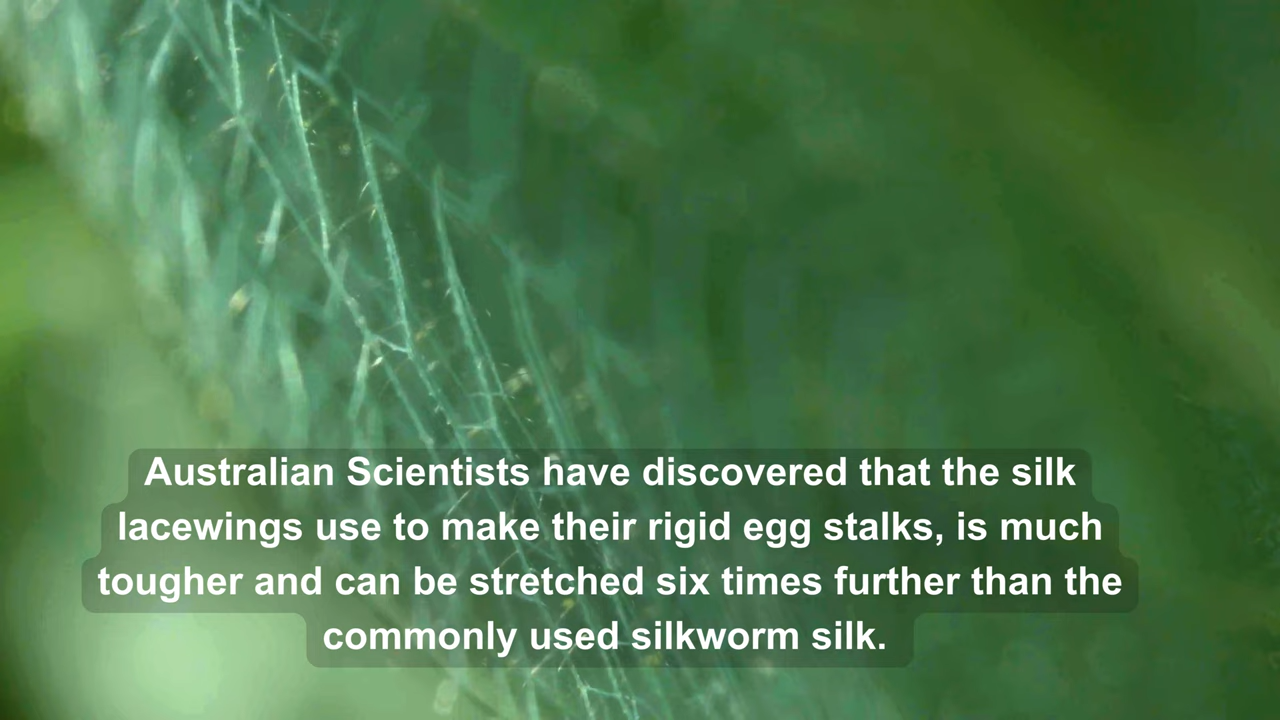 Australian Scientists have discovered that the silk
lacewings use to make their rigid egg stalks, is much
tougher and can be stretched six times further than the
commonly used silkworm silk.